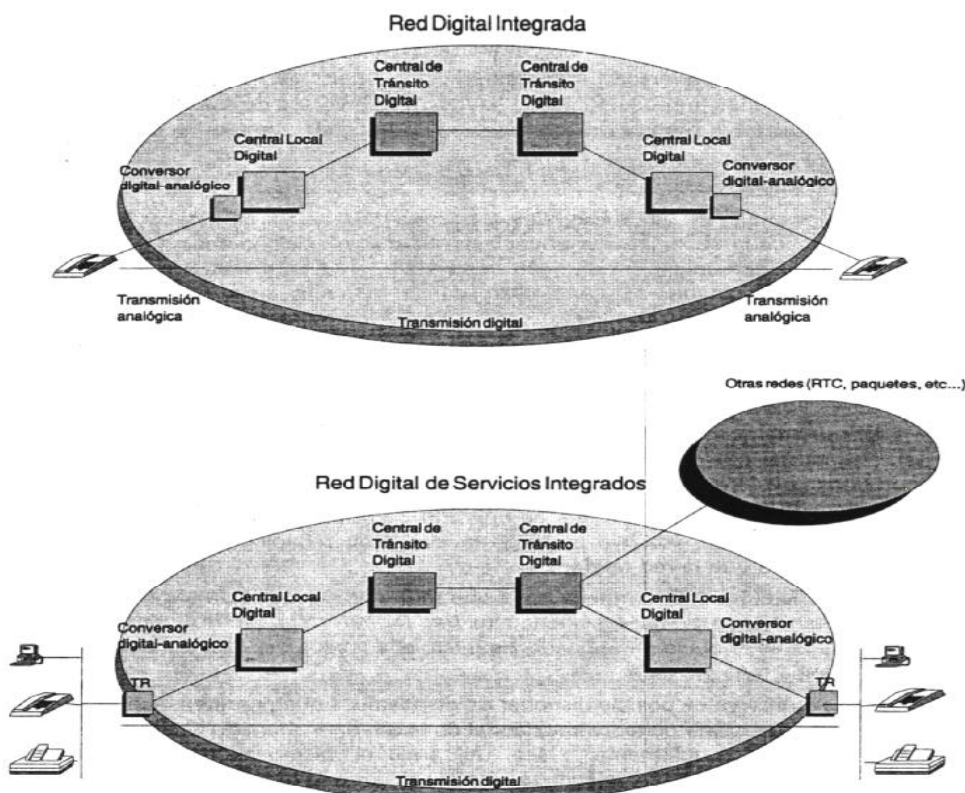 Red Digital Integrada
Central de
Tránsito
Digital
Central de
Tránsito
Digital
Central Local
Digital
Central Local
Digital
Conversor
digital-analógico
Conversor
digital-analógico
Transmisión
analógica
Transmisión digital
Transmisión
analógica
Otras redes (RTC, paquetes, etc...)
Red Digital de Servicios Integrados
Central de
Tránsito
Digital
Central de
Tránsito
Digital
Central Local
Digital
Central Local
Digital
Conversor
digital-analógico
Conversor
digital-analógico
TR
TR
Transmisión digital